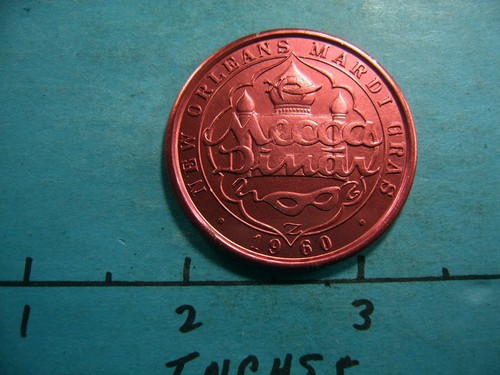 NEW ORLEANS MARDI GRAS
Mecca
Dinar
1960
1 2 3
INCHES